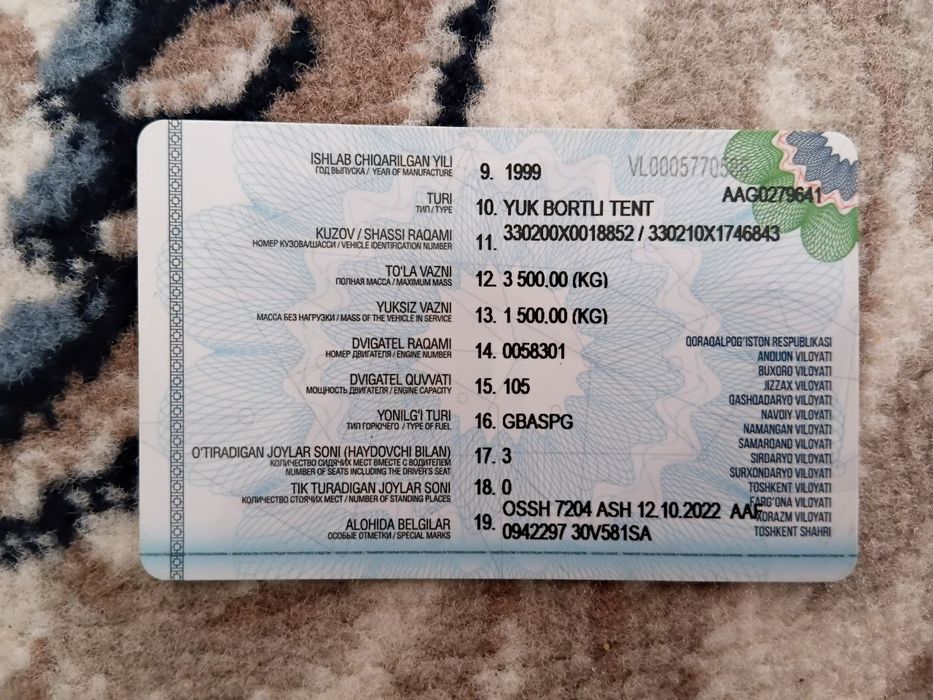 VL00057705
AAG0279641
ISHLAB CHIQARILGAN YILI 9. 1999
ГОД ВЫПУСКА / YEAR OF MANUFACTURE
TURI 10. YUK BORTLI TENT
ТИП / TYPE
KUZOV / SHASSI RAQAMI 11. 330200X0018852 / 330210X1746843
НОМЕР КУЗОВА/ШАССИ / VEHICLE IDENTIFICATION NUMBER
TO'LA VAZNI 12. 3 500.00 (KG)
ПОЛНАЯ МАССА / MAXIMUM MASS
YUKSIZ VAZNI 13. 1 500.00 (KG)
МАССА БЕЗ НАГРУЗКИ / MASS OF THE VEHICLE IN SERVICE
DVIGATEL RAQAMI 14. 0058301
НОМЕР ДВИГАТЕЛЯ / ENGINE NUMBER
DVIGATEL QUVVATI 15. 105
МОЩНОСТЬ ДВИГАТЕЛЯ / ENGINE CAPACITY
YONILG'I TURI 16. GBASPG
ТИП ГОРЮЧЕГО / TYPE OF FUEL
O'TIRADIGAN JOYLAR SONI (HAYDOVCHI BILAN) 17. 3
КОЛИЧЕСТВО СИДЯЧИХ МЕСТ ВМЕСТЕ С ВОДИТЕЛЕМ
NUMBER OF SEATS INCLUDING THE DRIVER'S SEAT
TIK TURADIGAN JOYLAR SONI 18. 0
КОЛИЧЕСТВО СТОЯЧИХ МЕСТ / NUMBER OF STANDING PLACES
ALOHIDA BELGILAR 19. OSSH 7204 ASH 12.10.2022 AAF
ОСОБЫЕ ОТМЕТКИ / SPECIAL MARKS
0942297 30V581SA
QORAQALPOG'ISTON RESPUBLIKASI
ANDIJON VILOYATI
BUXORO VILOYATI
JIZZAX VILOYATI
QASHQADARYO VILOYATI
NAVOIY VILOYATI
NAMANGAN VILOYATI
SAMARQAND VILOYATI
SIRDARYO VILOYATI
SURXONDARYO VILOYATI
TOSHKENT VILOYATI
FARG'ONA VILOYATI
XORAZM VILOYATI
TOSHKENT SHAHRI